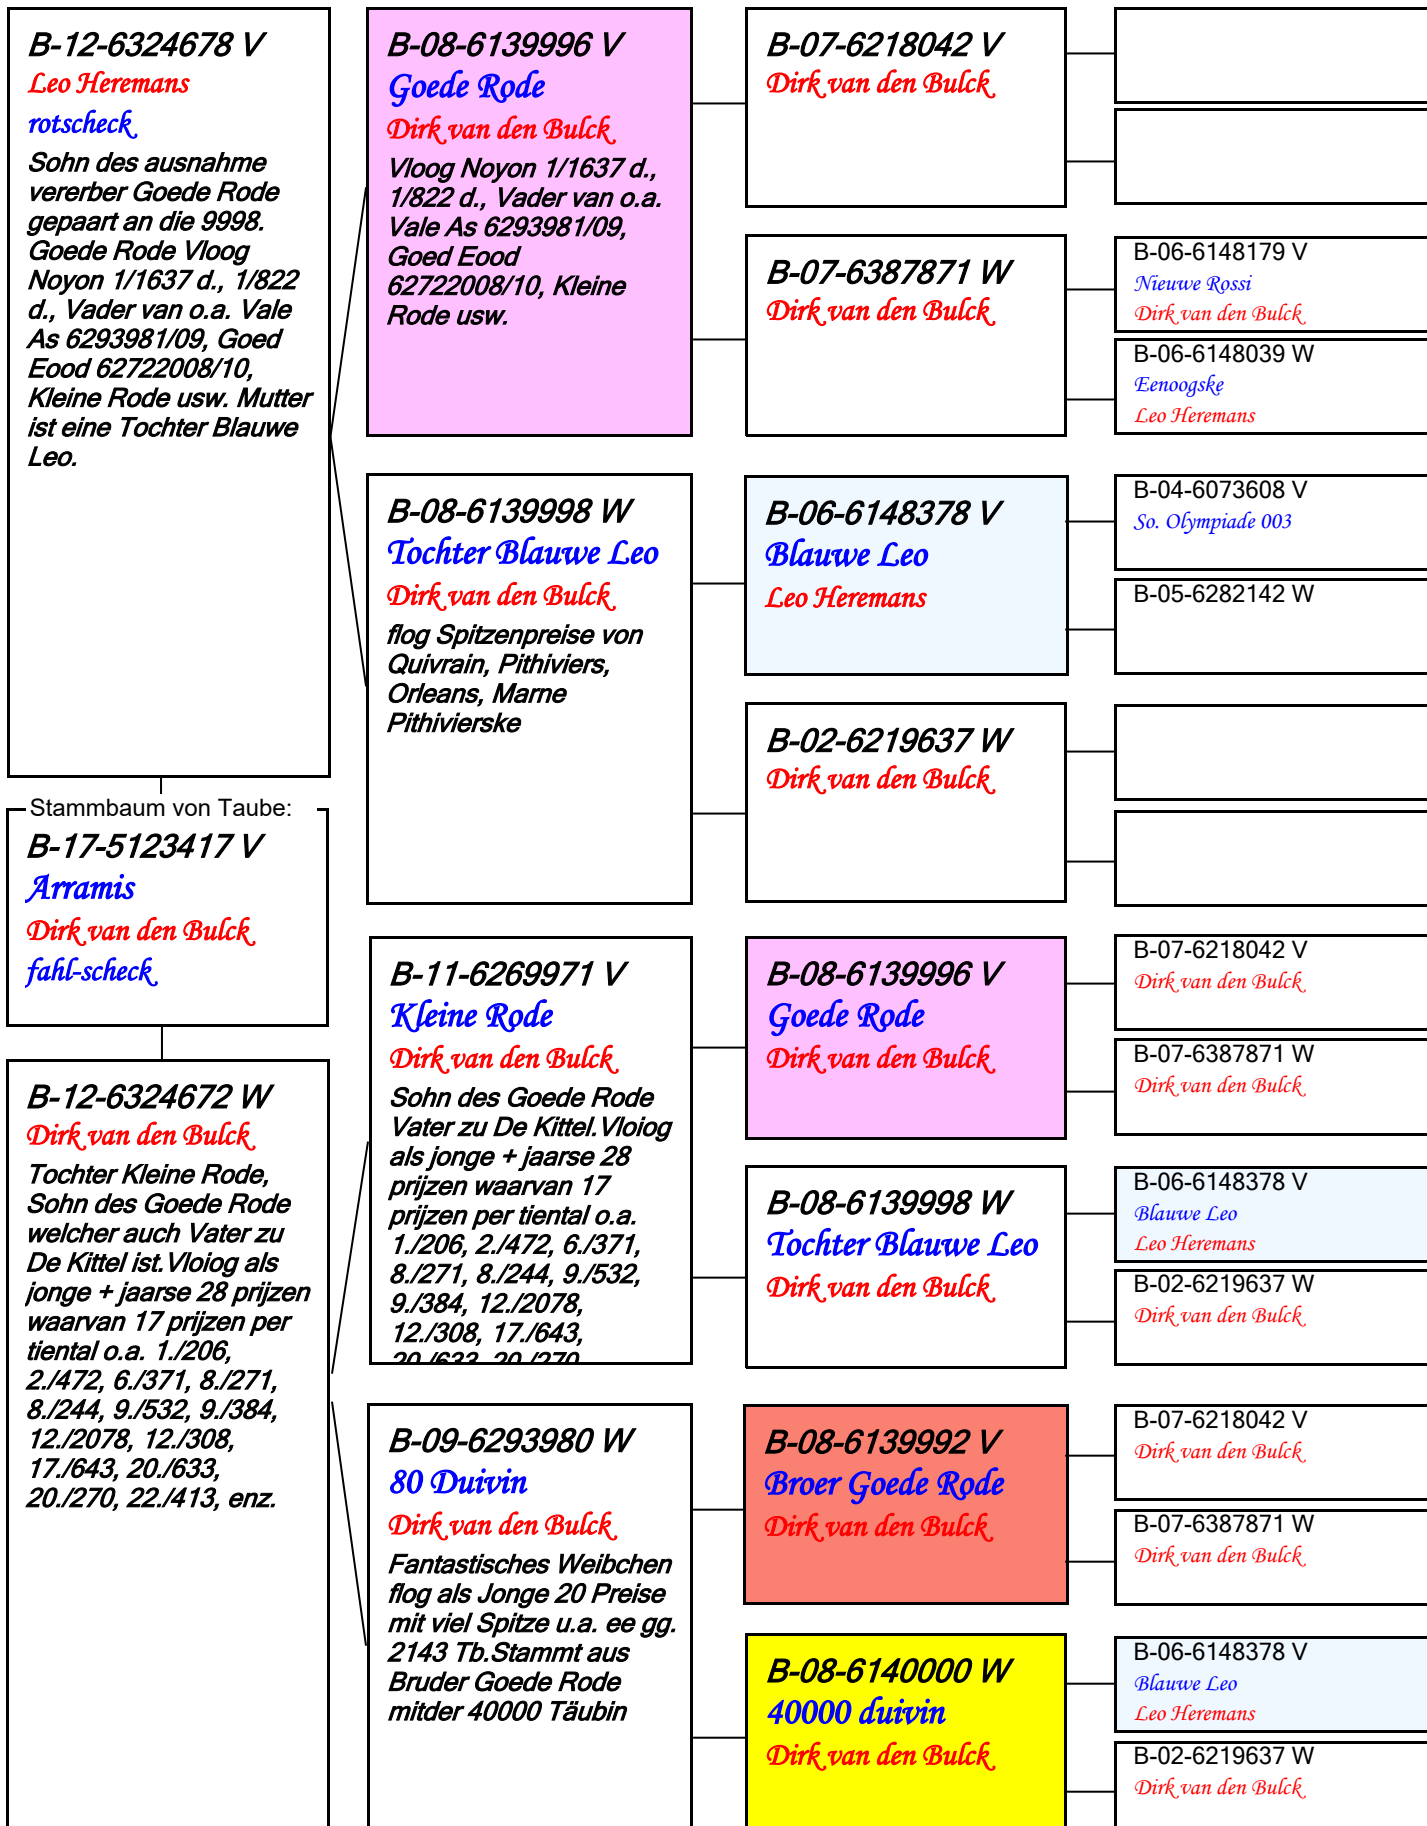 B-12-6324678 V
Leo Heremans
rotscheck
Sohn des ausnahme
vererber Goede Rode
gepaart an die 9998.
Goede Rode Vloog
Noyon 1/1637 d., 1/822
d., Vader van o.a. Vale
As 6293981/09, Goed
Eood 62722008/10,
Kleine Rode usw. Mutter
ist eine Tochter Blauwe
Leo.
Stammbaum von Taube:
B-17-5123417 V
Arramis
Dirk van den Bulck
fahl-scheck
B-12-6324672 W
Dirk van den Bulck
Tochter Kleine Rode,
Sohn des Goede Rode
welcher auch Vater zu
De Kittel ist.Vloiog als
jonge + jaarse 28 prijzen
waarvan 17 prijzen per
tiental o.a. 1./206,
2./472, 6./371, 8./271,
8./244, 9./532, 9./384,
12./2078, 12./308,
17./643, 20./633,
20./270, 22./413, enz.
B-08-6139996 V
Goede Rode
Dirk van den Bulck
Vloog Noyon 1/1637 d.,
1/822 d., Vader van o.a.
Vale As 6293981/09,
Goed Eood
62722008/10, Kleine
Rode usw.
B-08-6139998 W
Tochter Blauwe Leo
Dirk van den Bulck
flog Spitzenpreise von
Quivrain, Pithiviers,
Orleans, Marne
Pithivierske
B-11-6269971 V
Kleine Rode
Dirk van den Bulck
Sohn des Goede Rode
Vater zu De Kittel.Vloiog
als jonge + jaarse 28
prijzen waarvan 17
prijzen per tiental o.a.
1./206, 2./472, 6./371,
8./271, 8./244, 9./532,
9./384, 12./2078,
12./308, 17./643,
20./633, 20./270
B-09-6293980 W
80 Duivin
Dirk van den Bulck
Fantastisches Weibchen
flog als Jonge 20 Preise
mit viel Spitze u.a. ee gg.
2143 Tb.Stammt aus
Bruder Goede Rode
mitder 40000 Täubin
B-07-6218042 V
Dirk van den Bulck
B-07-6387871 W
Dirk van den Bulck
B-06-6148378 V
Blauwe Leo
Leo Heremans
B-02-6219637 W
Dirk van den Bulck
B-08-6139996 V
Goede Rode
Dirk van den Bulck
B-08-6139998 W
Tochter Blauwe Leo
Dirk van den Bulck
B-08-6139992 V
Broer Goede Rode
Dirk van den Bulck
B-08-6140000 W
40000 duivin
Dirk van den Bulck
B-06-6148179 V
Nieuwe Rossi
Dirk van den Bulck
B-06-6148039 W
Eenoogske
Leo Heremans
B-04-6073608 V
So. Olympiade 003
B-05-6282142 W
B-07-6218042 V
Dirk van den Bulck
B-07-6387871 W
Dirk van den Bulck
B-06-6148378 V
Blauwe Leo
Leo Heremans
B-02-6219637 W
Dirk van den Bulck
B-07-6218042 V
Dirk van den Bulck
B-07-6387871 W
Dirk van den Bulck
B-06-6148378 V
Blauwe Leo
Leo Heremans
B-02-6219637 W
Dirk van den Bulck